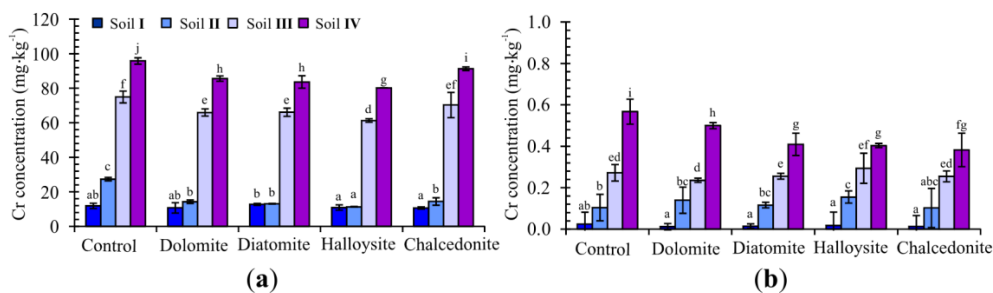 Soil I Soil II Soil III Soil IV
Cr concentration (mg·kg⁻¹)
120
100
80
60
40
20
0
ab c f j
ab b e h
b b e h
a a d g
a b ef i
Control Dolomite Diatomite Halloysite Chalcedonite
(a)
Cr concentration (mg·kg⁻¹)
1.0
0.8
0.6
0.4
0.2
0.0
ab b ed i
a bc d h
a bc e g
a c ef g
a abc ed fg
Control Dolomite Diatomite Halloysite Chalcedonite
(b)